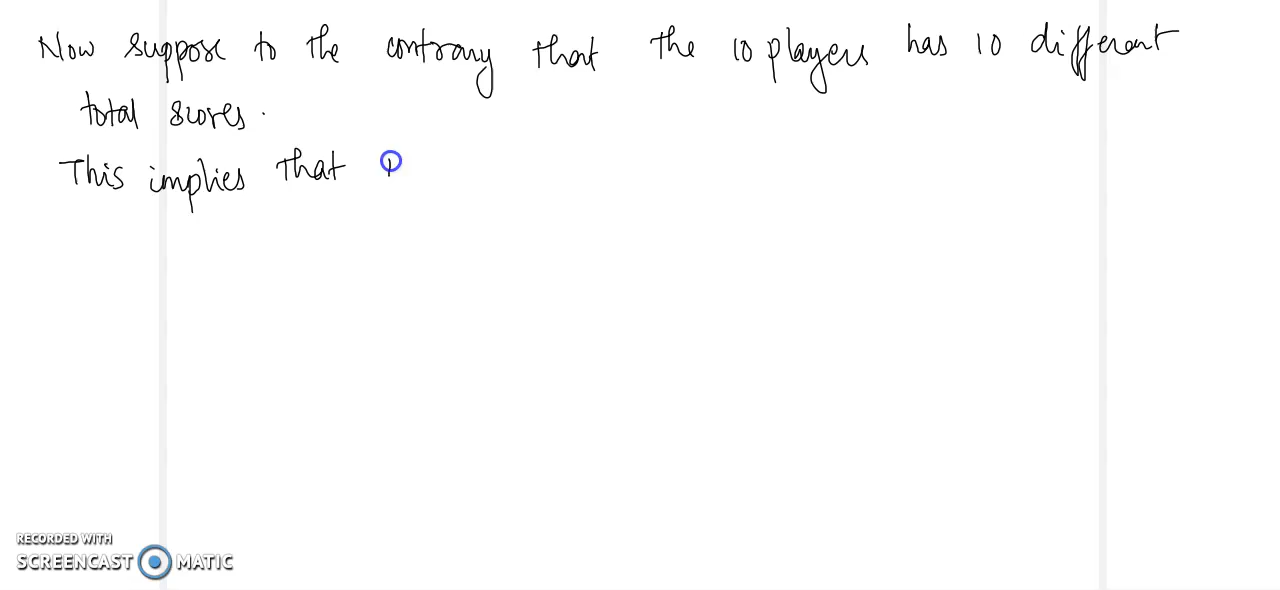 Now suppose to the contrary that the 10 players has 10 different
total scores.
This implies that
RECORDED WITH
SCREENCAST MATIC